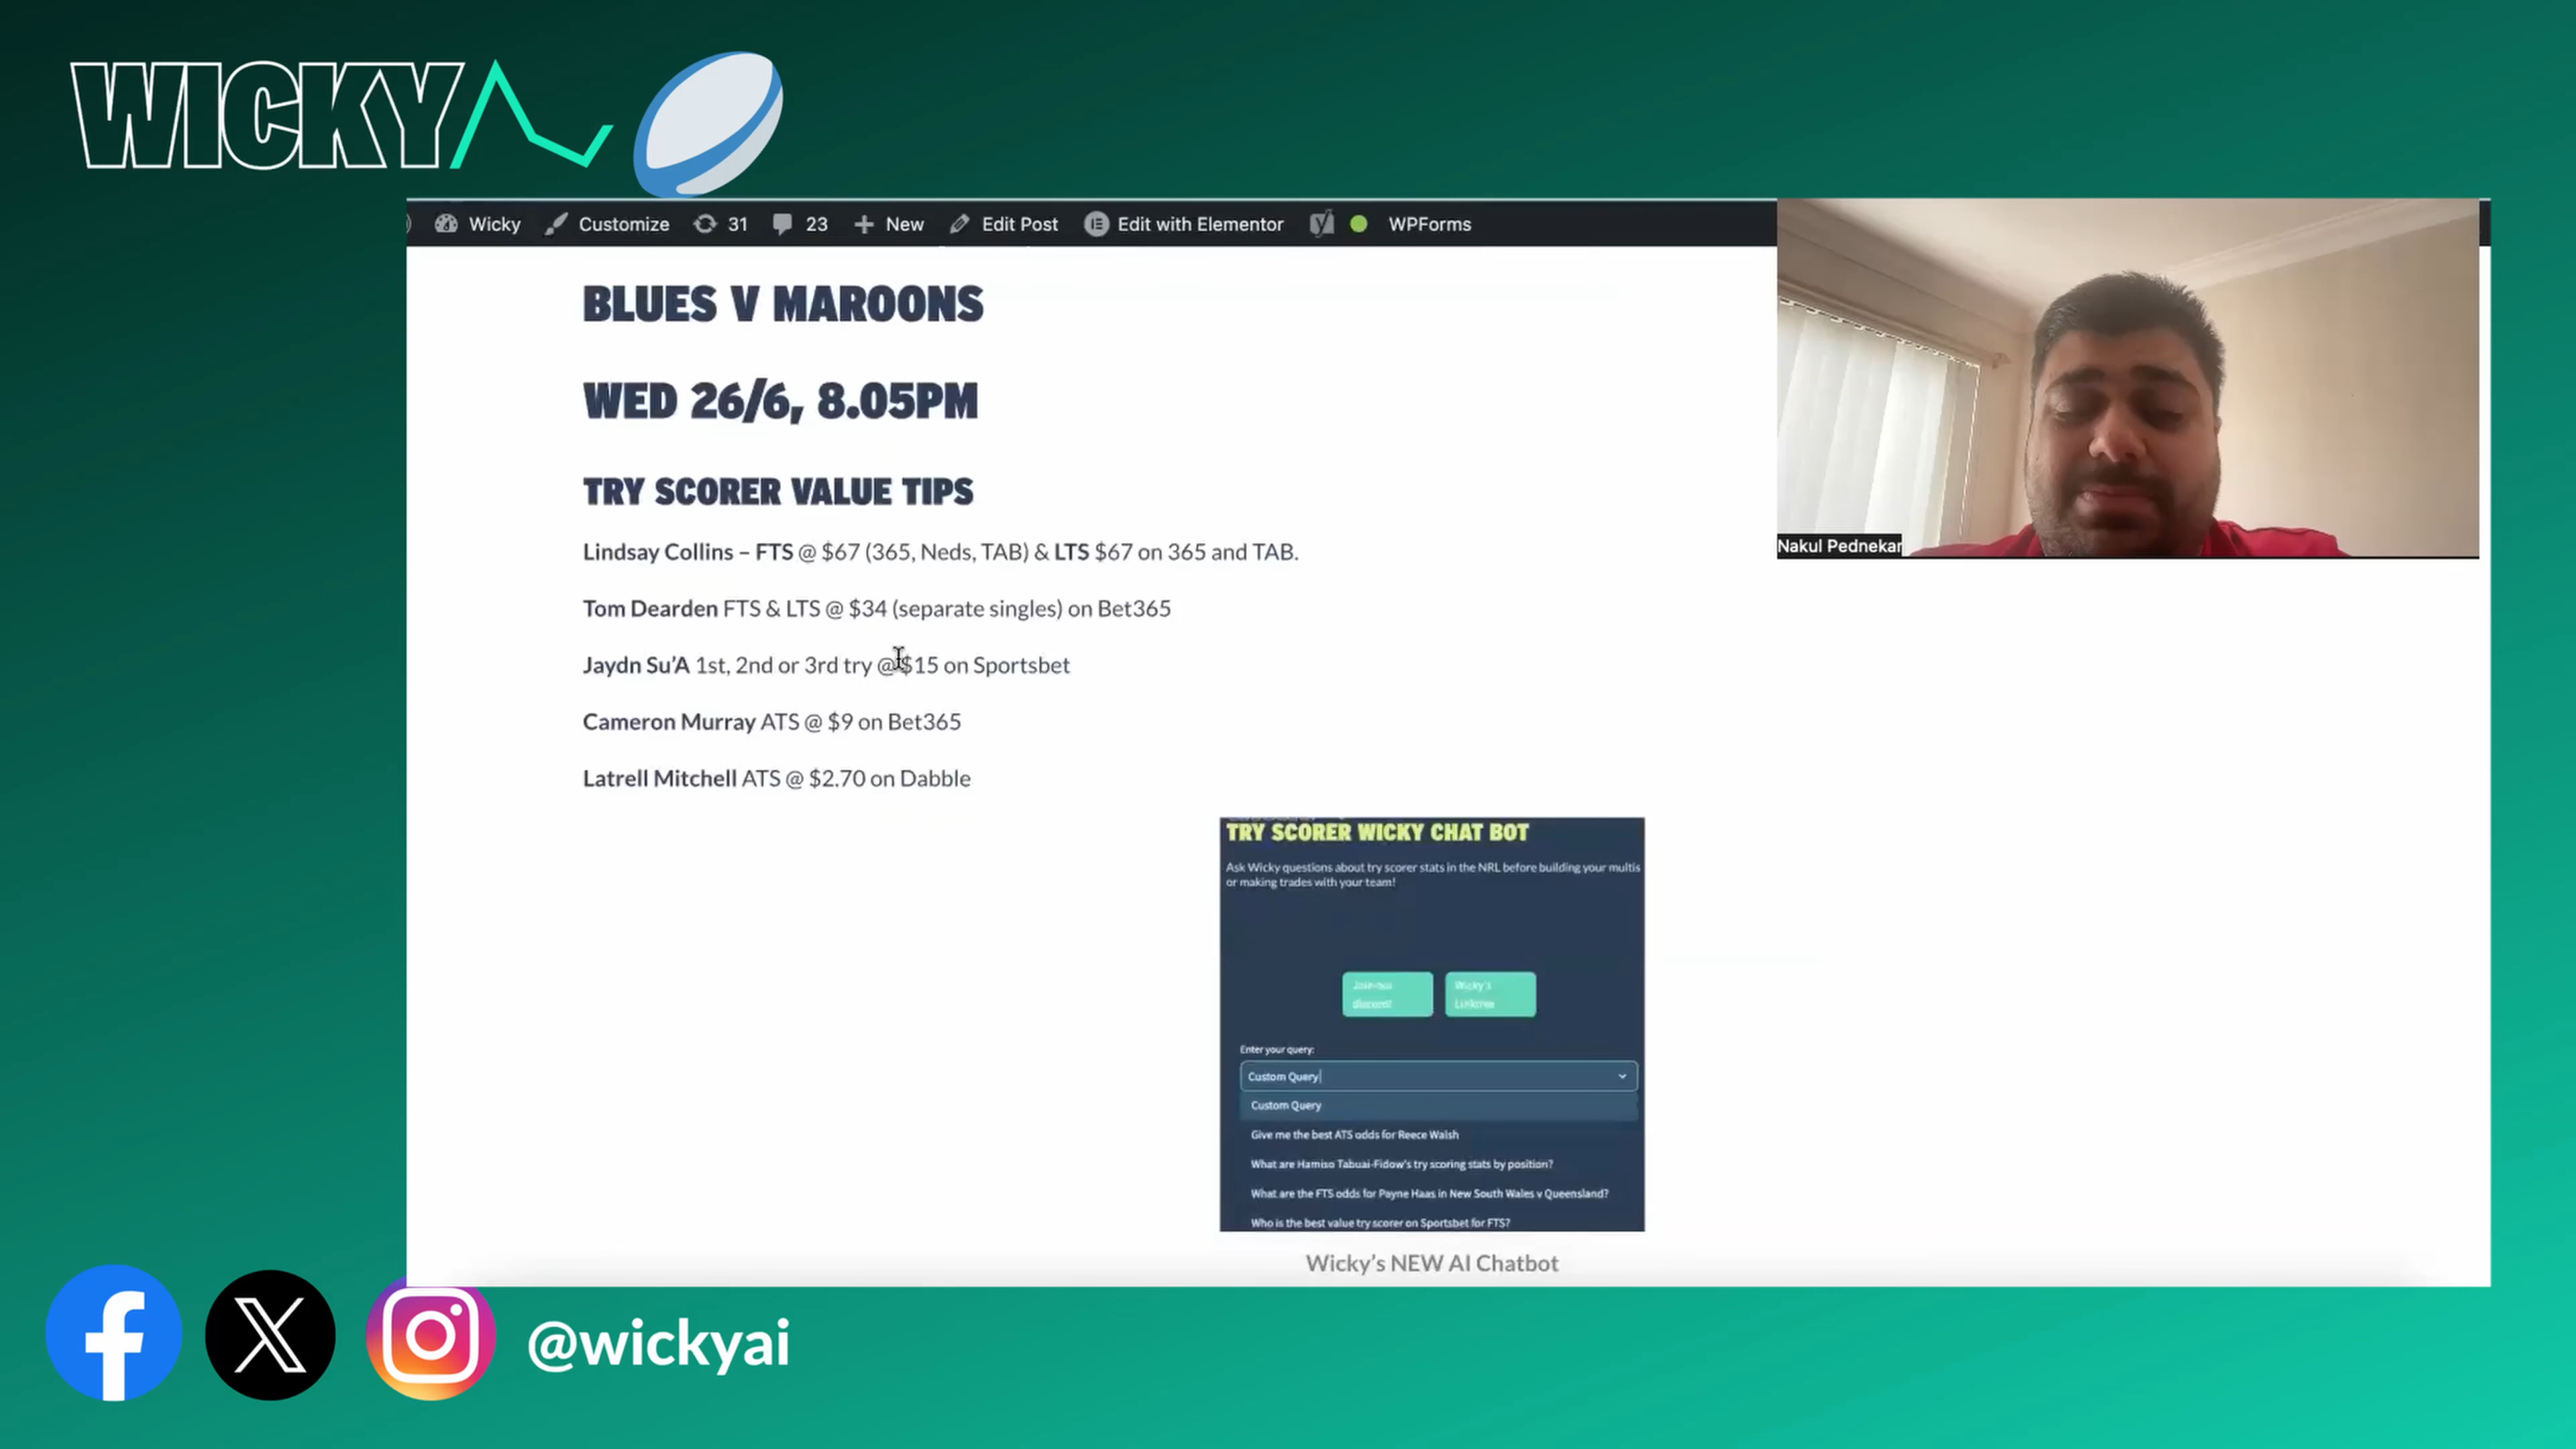 WICKY
Wicky Customize 31 23 New Edit Post Edit with Elementor WPForms
BLUES V MAROONS
WED 26/6, 8.05PM
TRY SCORER VALUE TIPS
Lindsay Collins – FTS @ $67 (365, Neds, TAB) & LTS $67 on 365 and TAB.
Tom Dearden FTS & LTS @ $34 (separate singles) on Bet365
Jaydn Su'A 1st, 2nd or 3rd try @ $15 on Sportsbet
Cameron Murray ATS @ $9 on Bet365
Latrell Mitchell ATS @ $2.70 on Dabble
Nakul Pednekar
TRY SCORER WICKY CHAT BOT
Ask Wicky questions about try scorer stats in the NRL before building your multis
or making trades with your team!
Join our
discord!
Wicky's
Linktree
Enter your query:
Custom Query
Custom Query
Give me the best ATS odds for Reece Walsh
What are Hamiso Tabuai-Fidow's try scoring stats by position?
What are the FTS odds for Payne Haas in New South Wales v Queensland?
Who is the best value try scorer on Sportsbet for FTS?
Wicky's NEW AI Chatbot
@wickyai